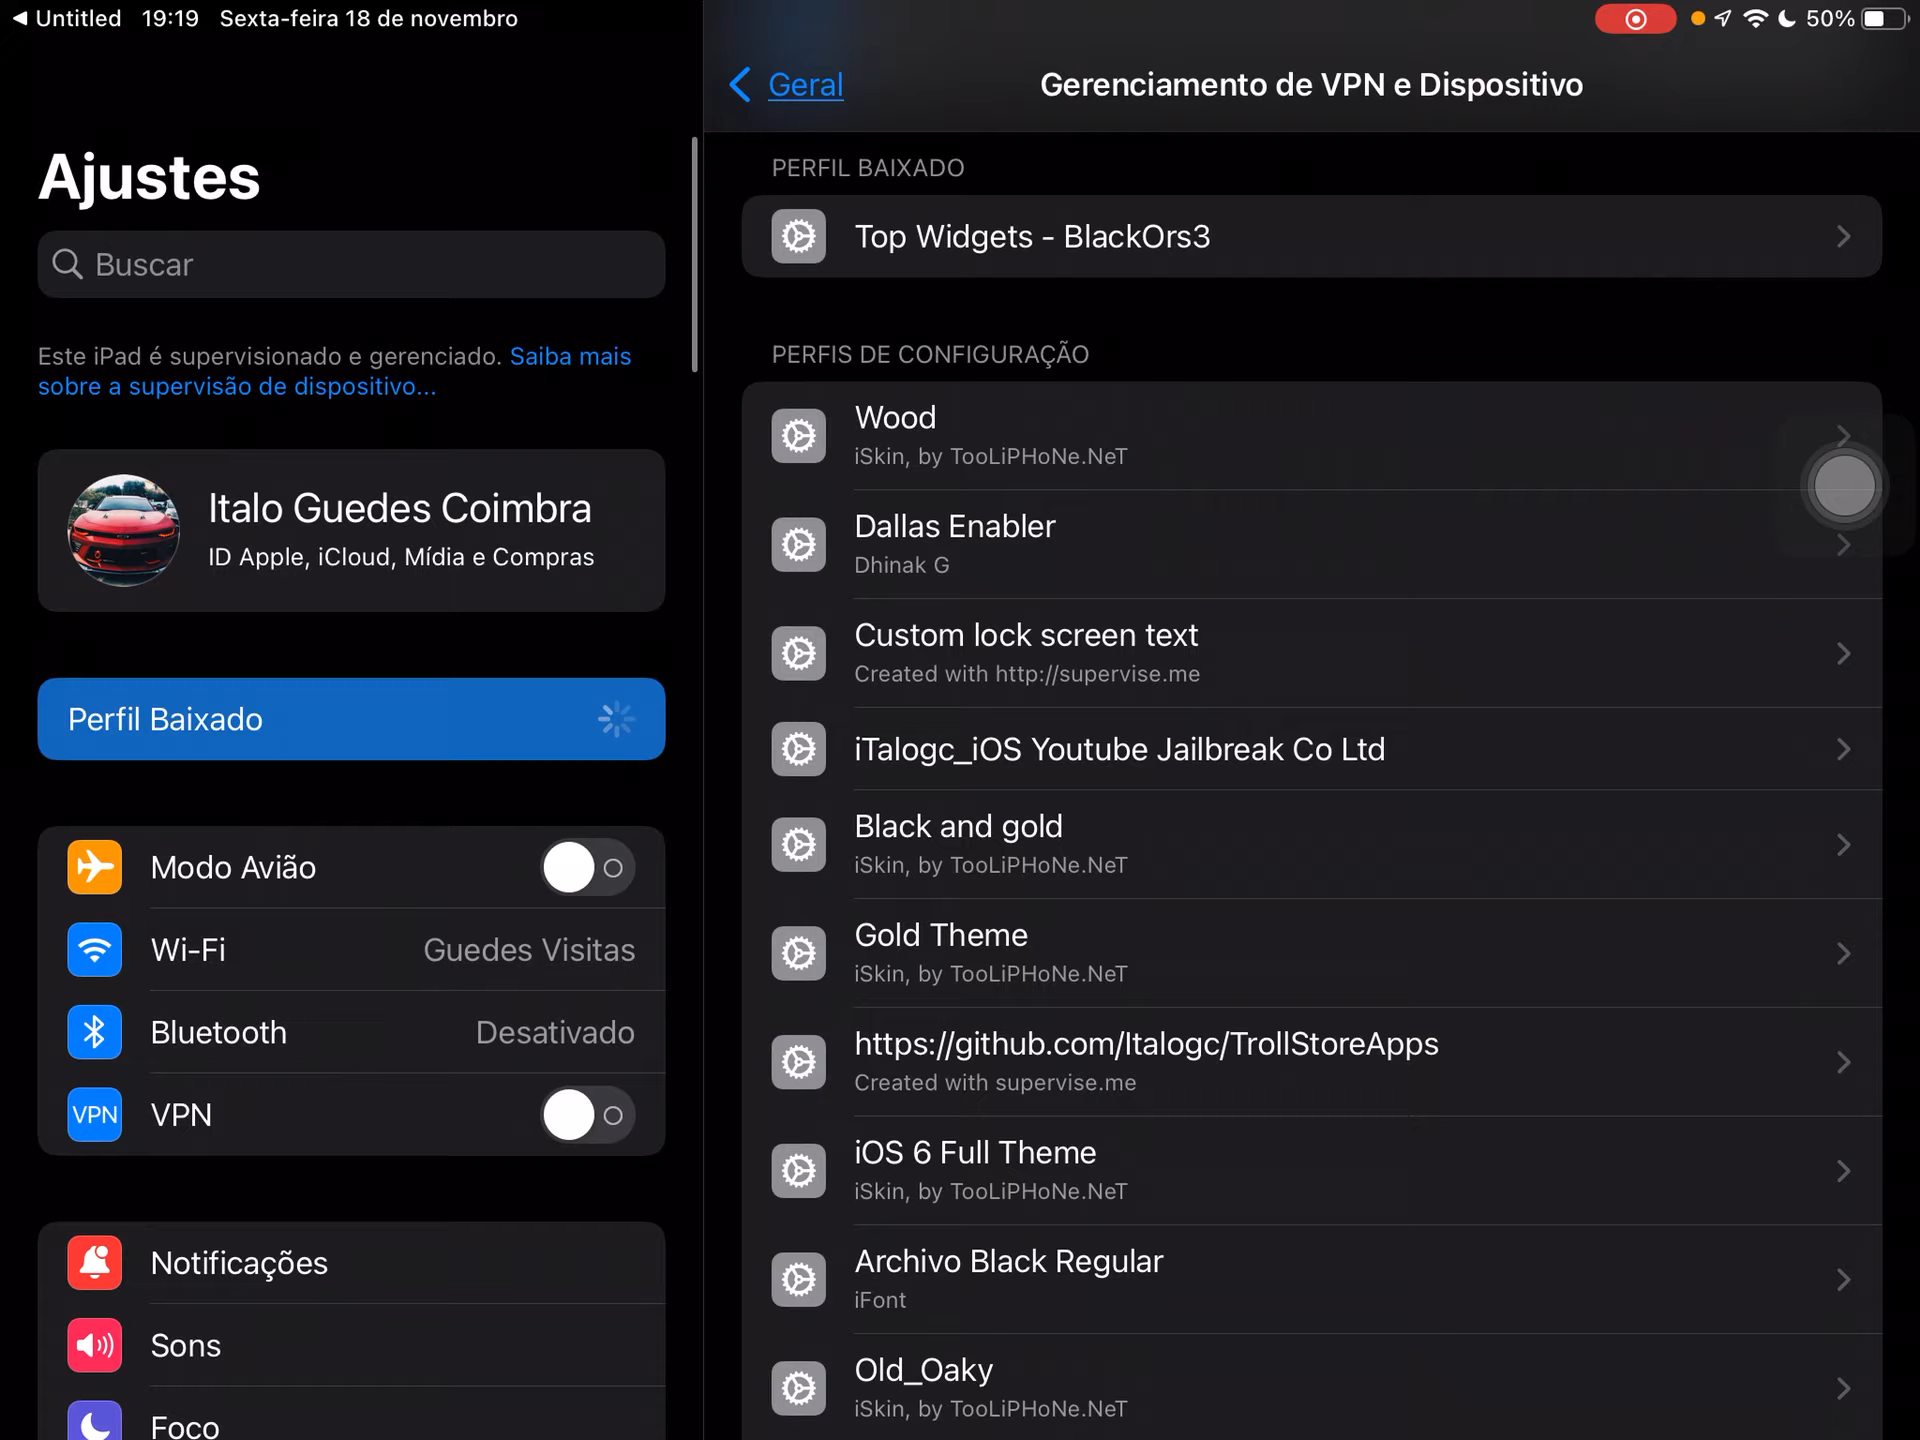 Untitled 19:19 Sexta-feira 18 de novembro
50%
Ajustes
Buscar
Este iPad é supervisionado e gerenciado. Saiba mais
sobre a supervisão de dispositivo...
Italo Guedes Coimbra
ID Apple, iCloud, Mídia e Compras
Perfil Baixado
Modo Avião
Wi-Fi Guedes Visitas
Bluetooth Desativado
VPN VPN
Notificações
Sons
Foco
Geral Gerenciamento de VPN e Dispositivo
PERFIL BAIXADO
Top Widgets - BlackOrs3
PERFIS DE CONFIGURAÇÃO
Wood
iSkin, by TooLiPHoNe.NeT
Dallas Enabler
Dhinak G
Custom lock screen text
Created with http://supervise.me
iTalogc_iOS Youtube Jailbreak Co Ltd
Black and gold
iSkin, by TooLiPHoNe.NeT
Gold Theme
iSkin, by TooLiPHoNe.NeT
https://github.com/Italogc/TrollStoreApps
Created with supervise.me
iOS 6 Full Theme
iSkin, by TooLiPHoNe.NeT
Archivo Black Regular
iFont
Old_Oaky
iSkin, by TooLiPHoNe.NeT